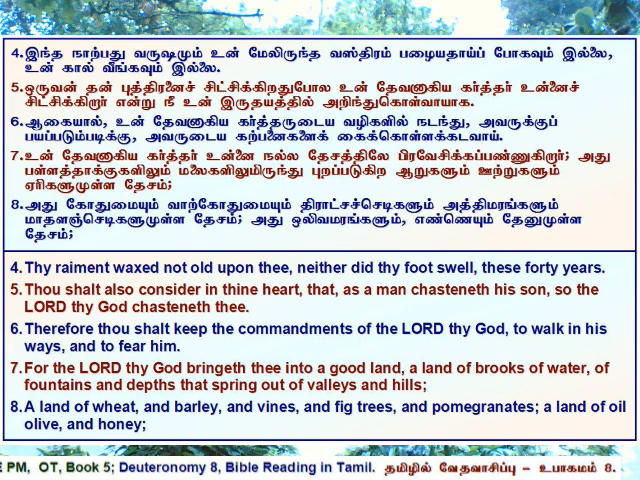 4. இந்த நாற்பது வருஷமும் உன் மேலிருந்த வஸ்திரம் பழையதாய்ப் போகவும் இல்லை,
உன் கால் வீங்கவும் இல்லை.
5. ஒருவன் தன் புத்திரனைச் சிட்சிக்கிறதுபோல உன் தேவனாகிய கர்த்தர் உன்னைச்
சிட்சிக்கிறார் என்று நீ உன் இருதயத்தில் அறிந்துகொள்வாயாக.
6. ஆகையால், உன் தேவனாகிய கர்த்தருடைய வழிகளில் நடந்து, அவருக்குப்
பயப்படும்படிக்கு, அவருடைய கற்பனைகளைக் கைக்கொள்ளக்கடவாய்.
7. உன் தேவனாகிய கர்த்தர் உன்னை நல்ல தேசத்திலே பிரவேசிக்கப்பண்ணுகிறார்; அது
பள்ளத்தாக்குகளிலும் மலைகளிலுமிருந்து புறப்படுகிற ஆறுகளும் ஊற்றுகளும்
ஏரிகளுமுள்ள தேசம்;
8. அது கோதுமையும் வாற்கோதுமையும் திராட்சச்செடிகளும் அத்திமரங்களும்
மாதளஞ்செடிகளுமுள்ள தேசம்; அது ஒலிவமரங்களும், எண்ணெயும் தேனுமுள்ள
தேசம்;
4. Thy raiment waxed not old upon thee, neither did thy foot swell, these forty years.
5. Thou shalt also consider in thine heart, that, as a man chasteneth his son, so the
LORD thy God chasteneth thee.
6. Therefore thou shalt keep the commandments of the LORD thy God, to walk in his
ways, and to fear him.
7. For the LORD thy God bringeth thee into a good land, a land of brooks of water, of
fountains and depths that spring out of valleys and hills;
8. A land of wheat, and barley, and vines, and fig trees, and pomegranates; a land of oil
olive, and honey;
E PM, OT, Book 5; Deuteronomy 8, Bible Reading in Tamil. தமிழில் வேதவாசிப்பு – உபாகமம் 8.